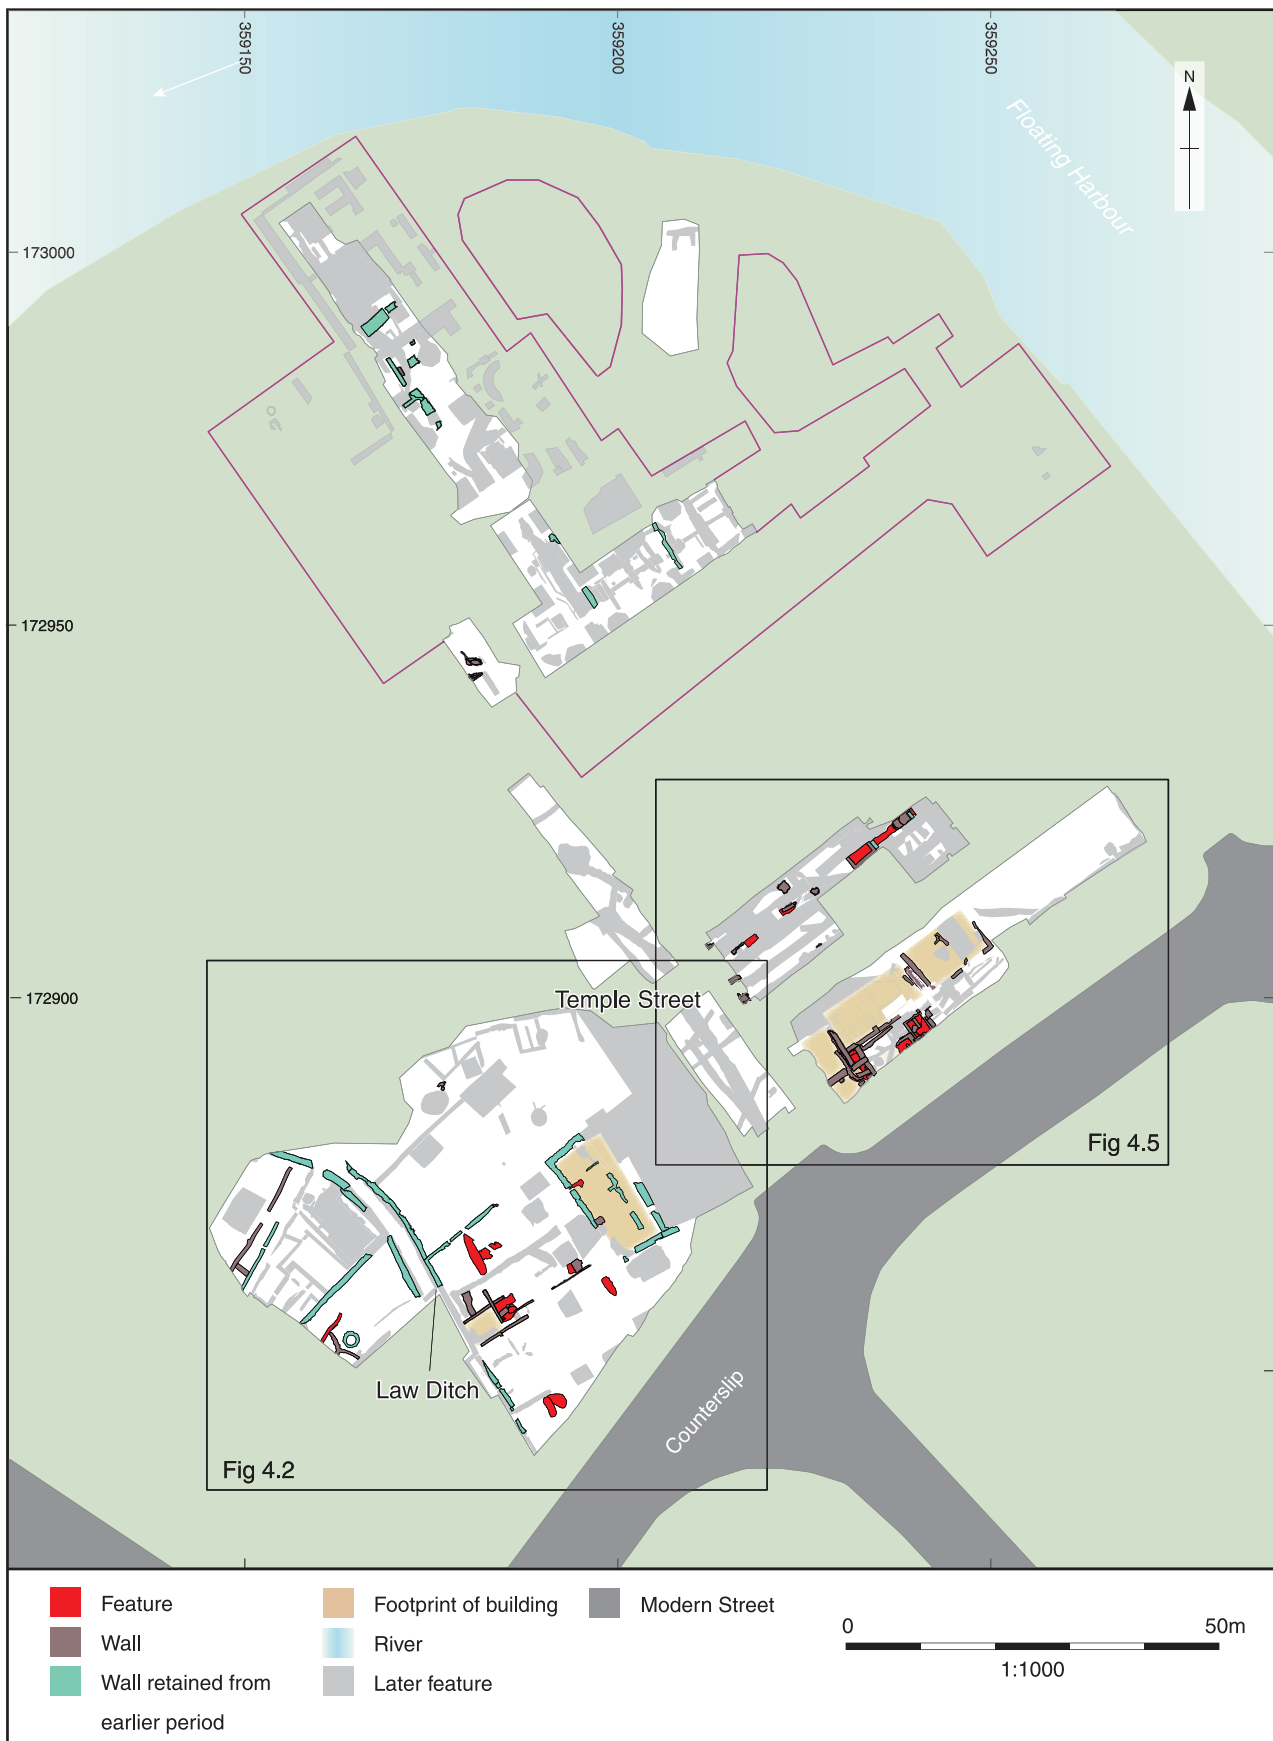 359150
359200
359250
N
Floating Harbour
173000
172950
172900
Temple Street
Fig 4.5
Law Ditch
Counterslip
Fig 4.2
Feature
Wall
Wall retained from
earlier period
Footprint of building
River
Later feature
Modern Street
0 50m
1:1000